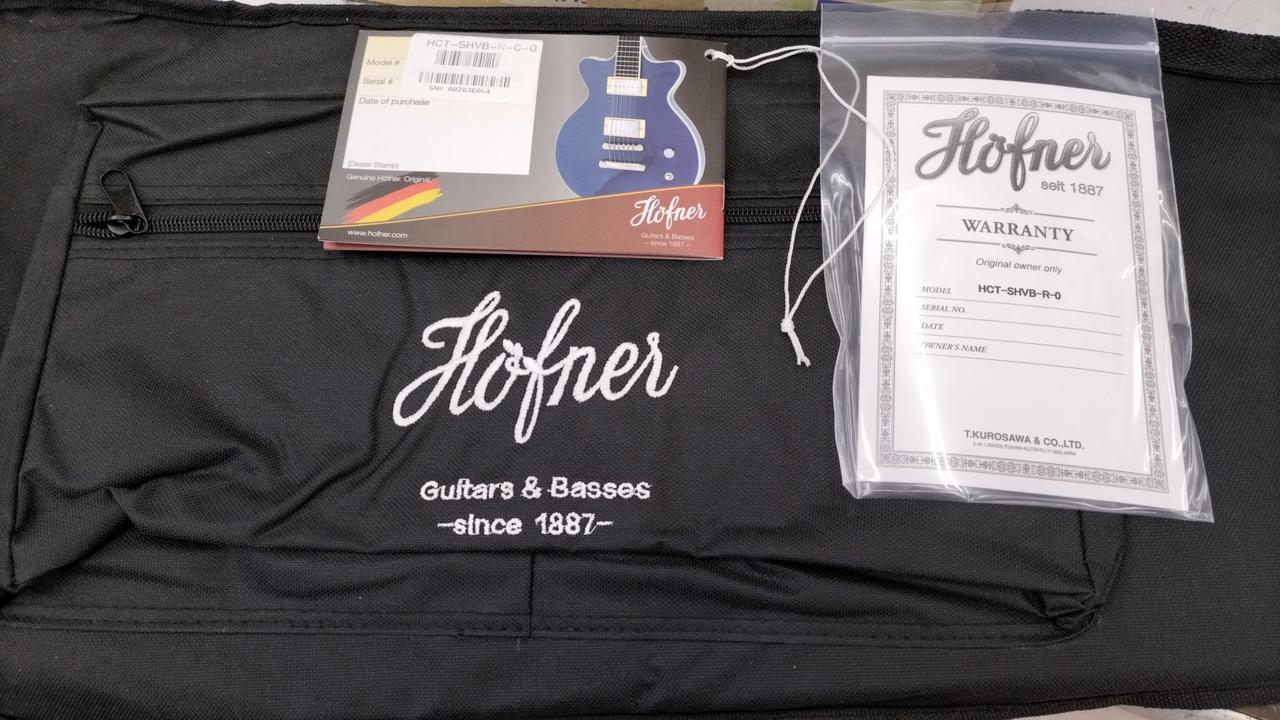 HCT-SHVB-R-C-0
Model #
Serial #
Date of purchase
(Dealer Stamp)
Genuine Höfner, Original.
www.hofner.com
Höfner
Guitars & Basses
– since 1887 –
Höfner
Guitars & Basses
–since 1887–
Höfner
seit 1887
WARRANTY
Original owner only
MODEL HCT-SHVB-R-0
SERIAL NO.
DATE
OWNER'S NAME
T.KUROSAWA & CO.,LTD.